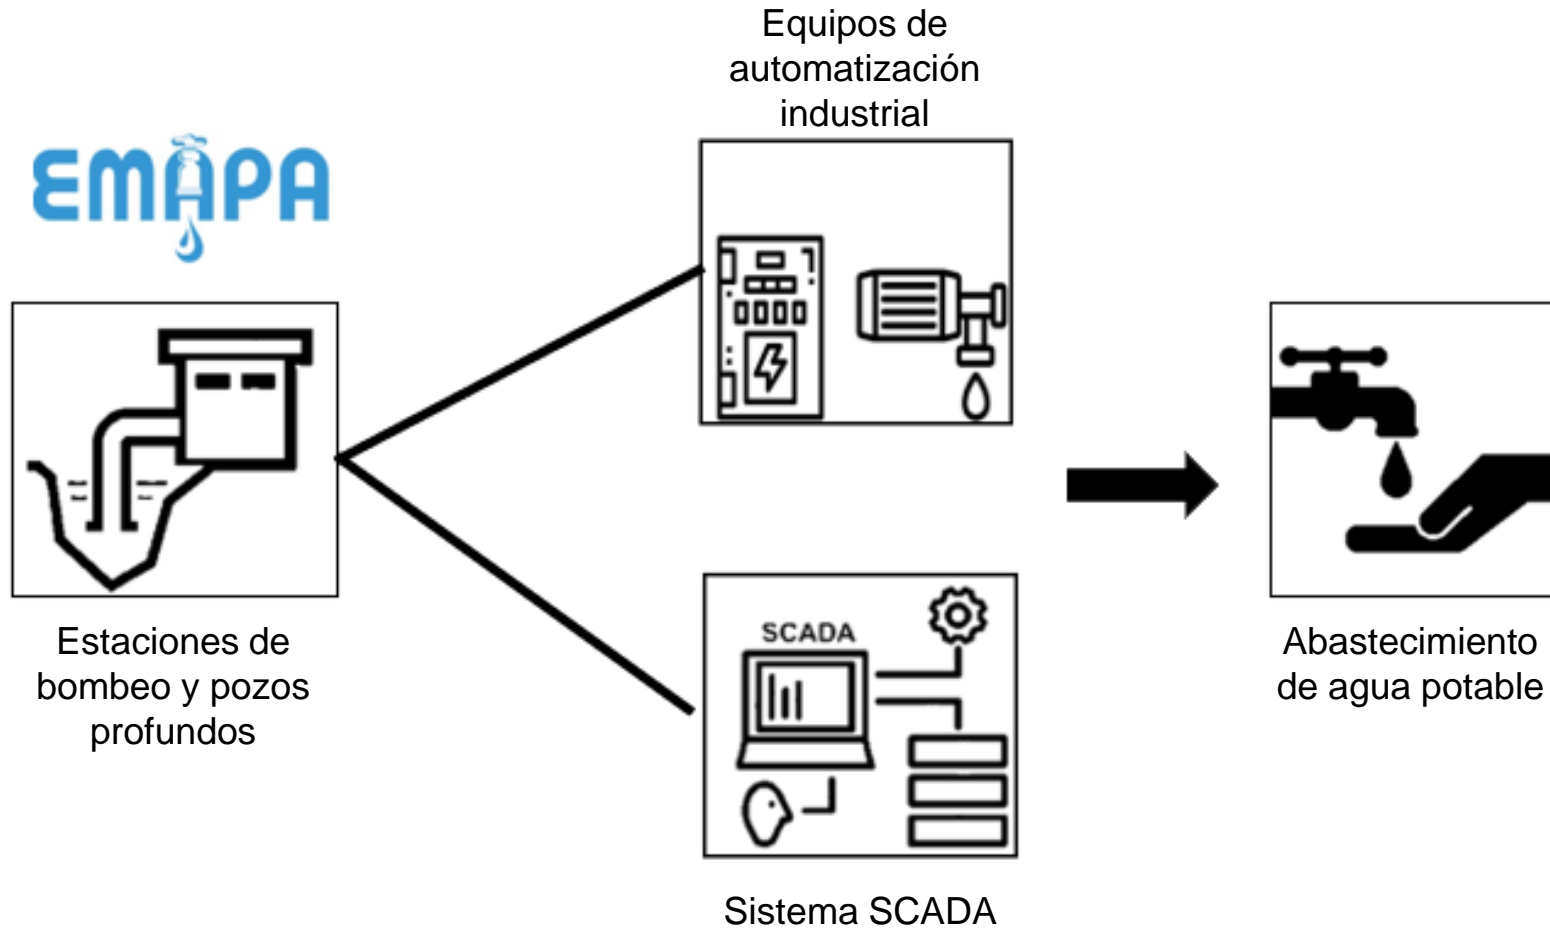 Equipos de
automatización
industrial
EMAPA
Estaciones de
bombeo y pozos
profundos
SCADA
Sistema SCADA
Abastecimiento
de agua potable